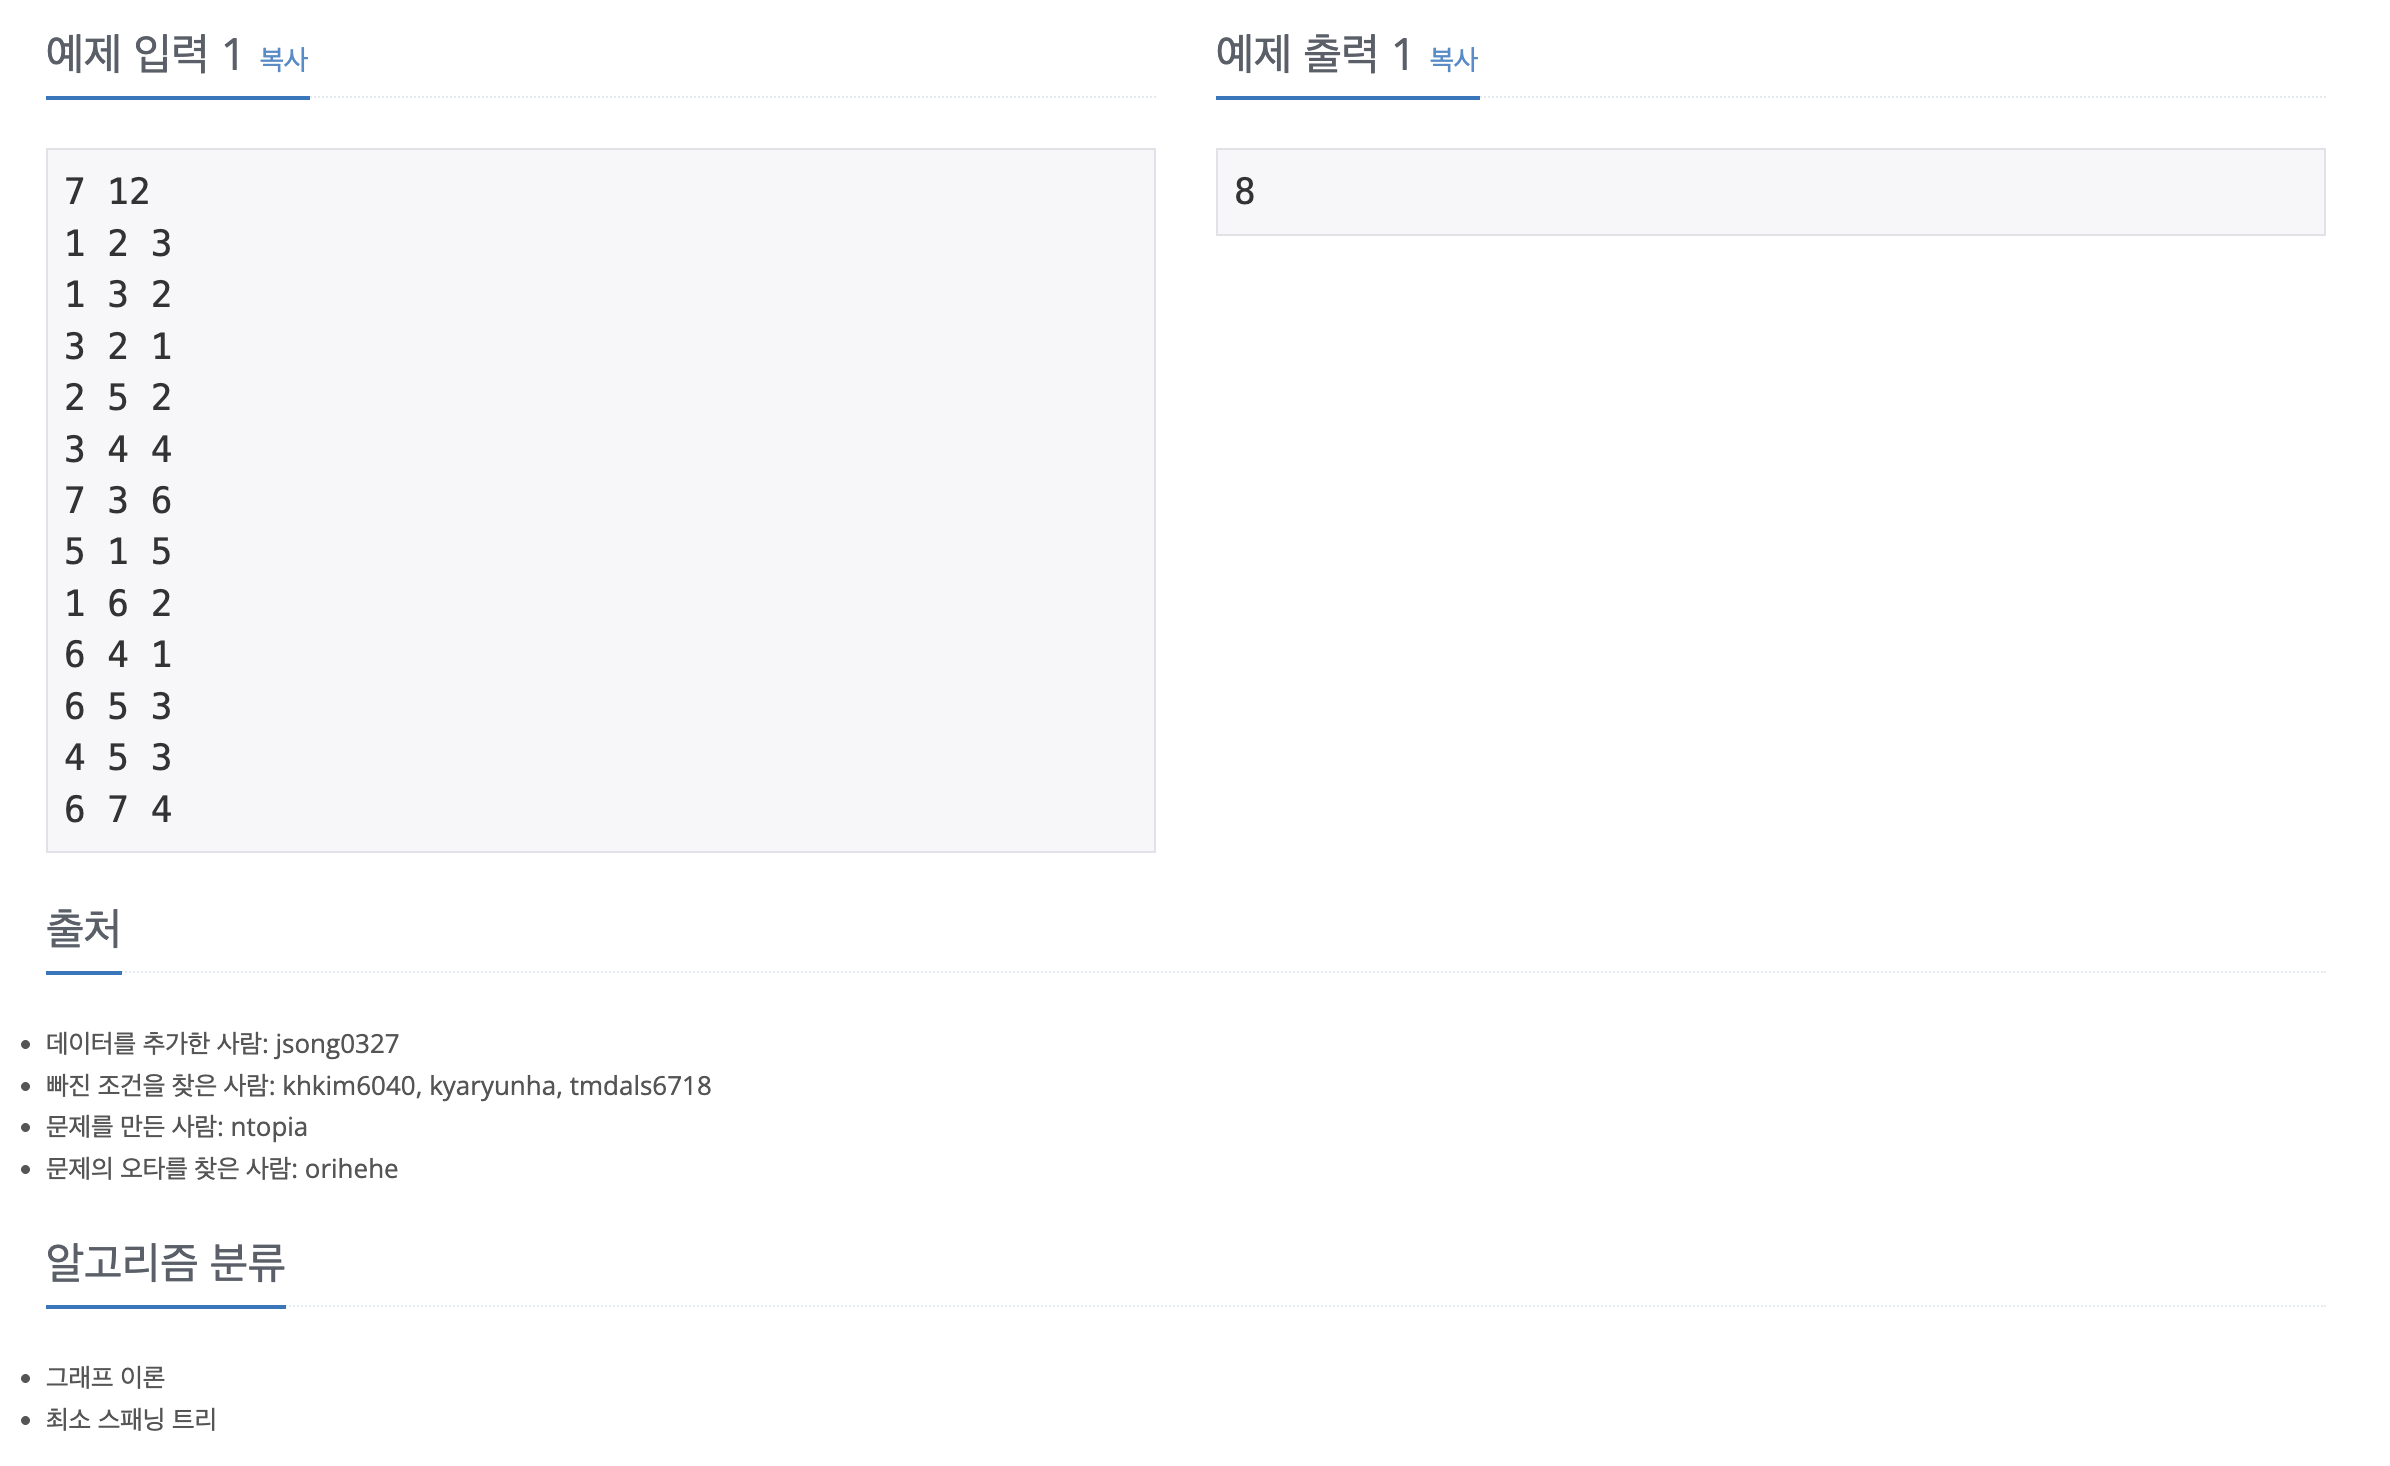 예제 입력 1 복사
7 12
1 2 3
1 3 2
3 2 1
2 5 2
3 4 4
7 3 6
5 1 5
1 6 2
6 4 1
6 5 3
4 5 3
6 7 4
예제 출력 1 복사
8
출처
데이터를 추가한 사람: jsong0327
빠진 조건을 찾은 사람: khkim6040, kyaryunha, tmdals6718
문제를 만든 사람: ntopia
문제의 오타를 찾은 사람: orihehe
알고리즘 분류
그래프 이론
최소 스패닝 트리